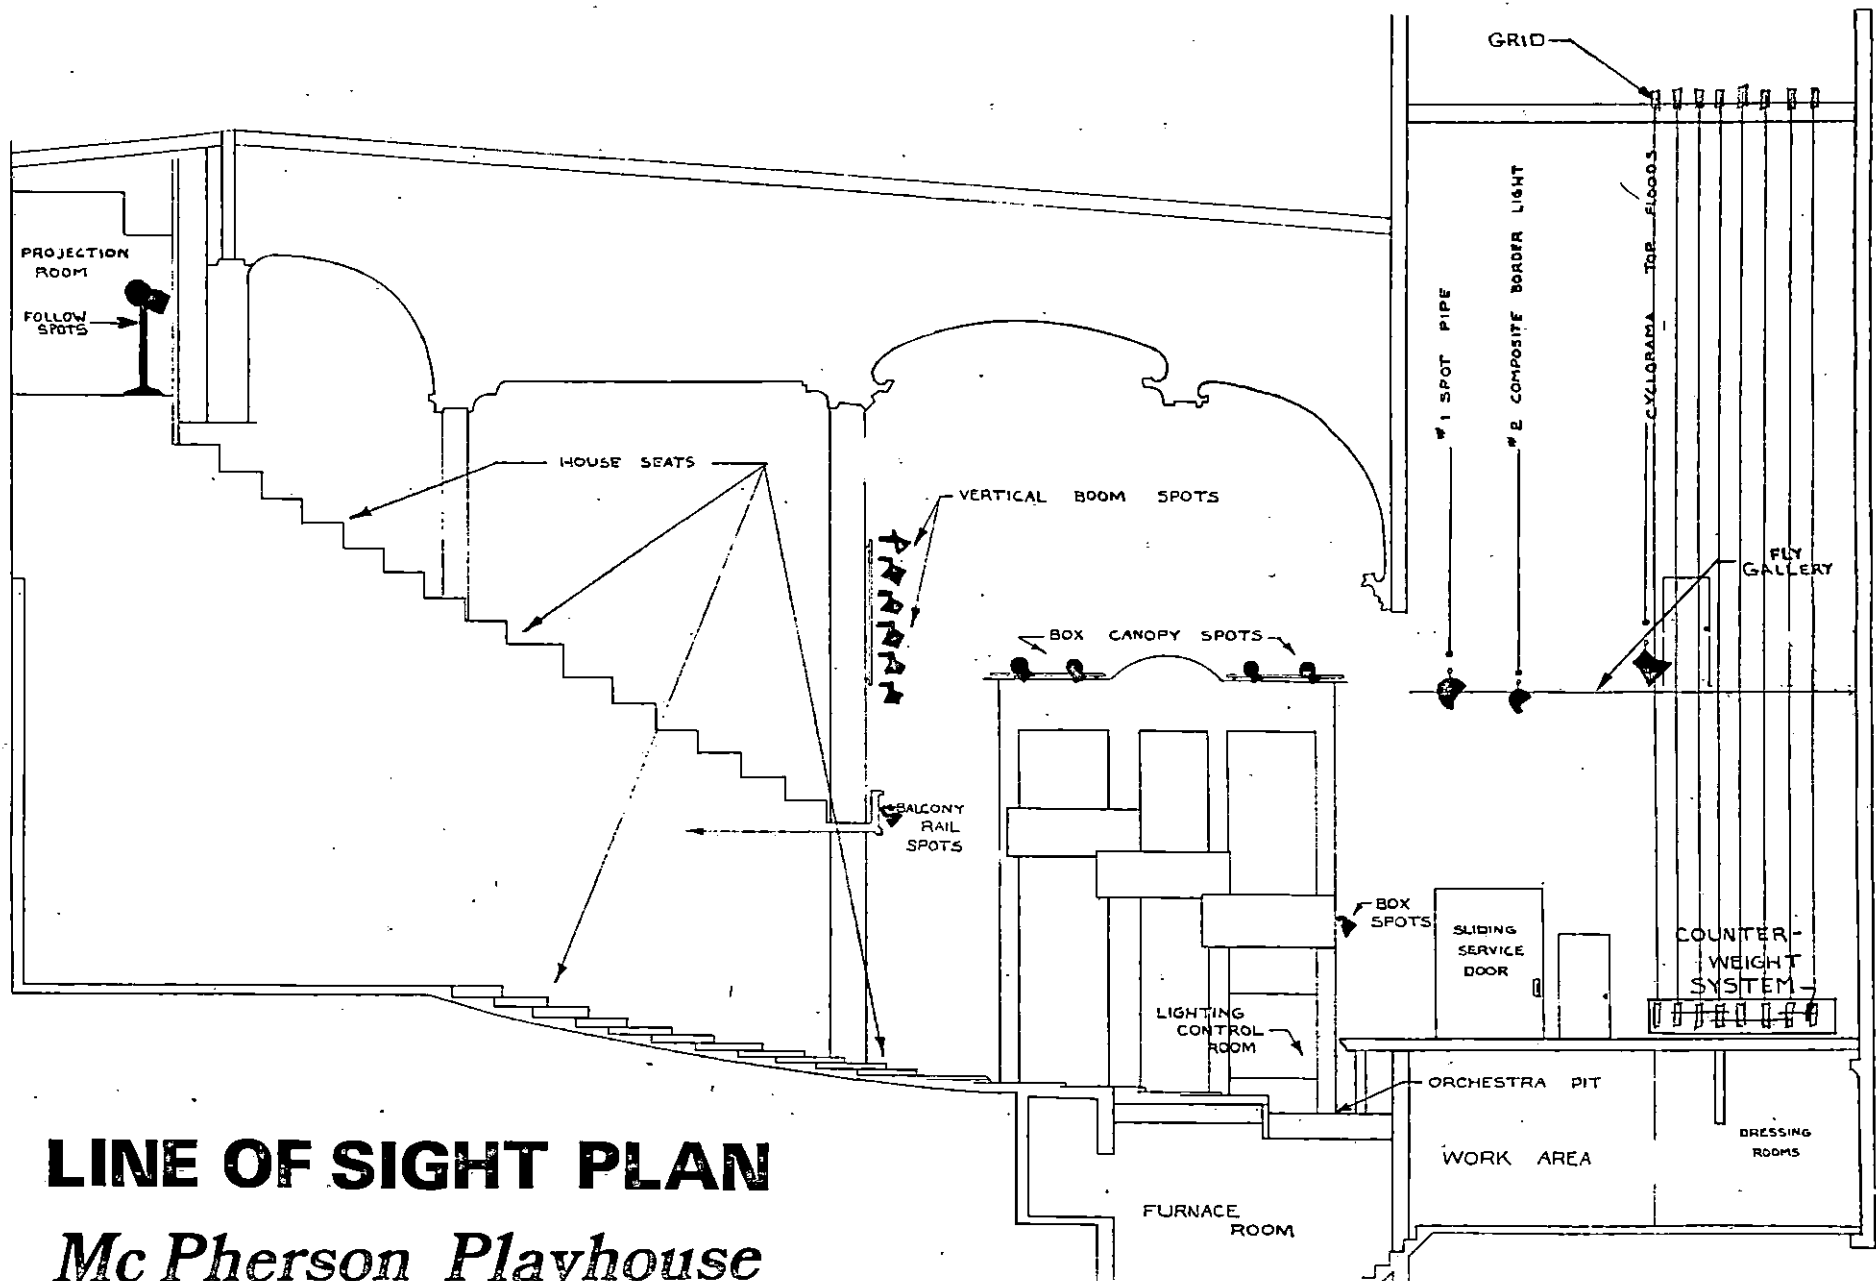 GRID
PROJECTION
ROOM
FOLLOW
SPOTS
HOUSE SEATS
VERTICAL BOOM SPOTS
BOX CANOPY SPOTS
#1 SPOT PIPE
#2 COMPOSITE BORDER LIGHT
CYCLORAMA TOP FLOODS
FLY
GALLERY
BALCONY
RAIL
SPOTS
BOX
SPOTS
SLIDING
SERVICE
DOOR
COUNTER-
WEIGHT
SYSTEM
LIGHTING
CONTROL
ROOM
ORCHESTRA PIT
WORK AREA
DRESSING
ROOMS
FURNACE
ROOM
LINE OF SIGHT PLAN
Mc Pherson Playhouse